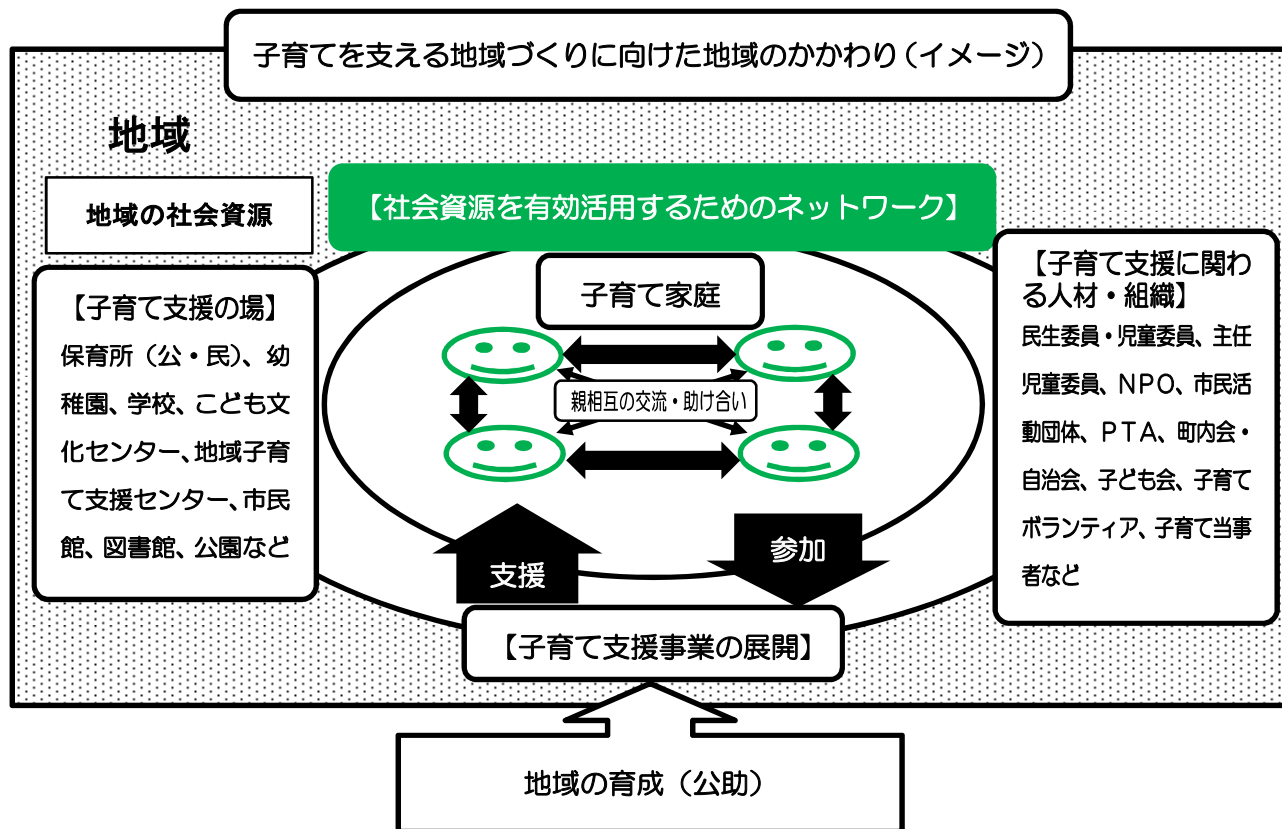 子育てを支える地域づくりに向けた地域のかかわり（イメージ）
地域
地域の社会資源
【社会資源を有効活用するためのネットワーク】
【子育て支援の場】
保育所（公・民）、幼
稚園、学校、こども文
化センター、地域子育
て支援センター、市民
館、図書館、公園など
子育て家庭
親相互の交流・助け合い
【子育て支援に関わ
る人材・組織】
民生委員・児童委員、主任
児童委員、ＮＰＯ、市民活
動団体、ＰＴＡ、町内会・
自治会、子ども会、子育て
ボランティア、子育て当事
者など
支援
参加
【子育て支援事業の展開】
地域の育成（公助）